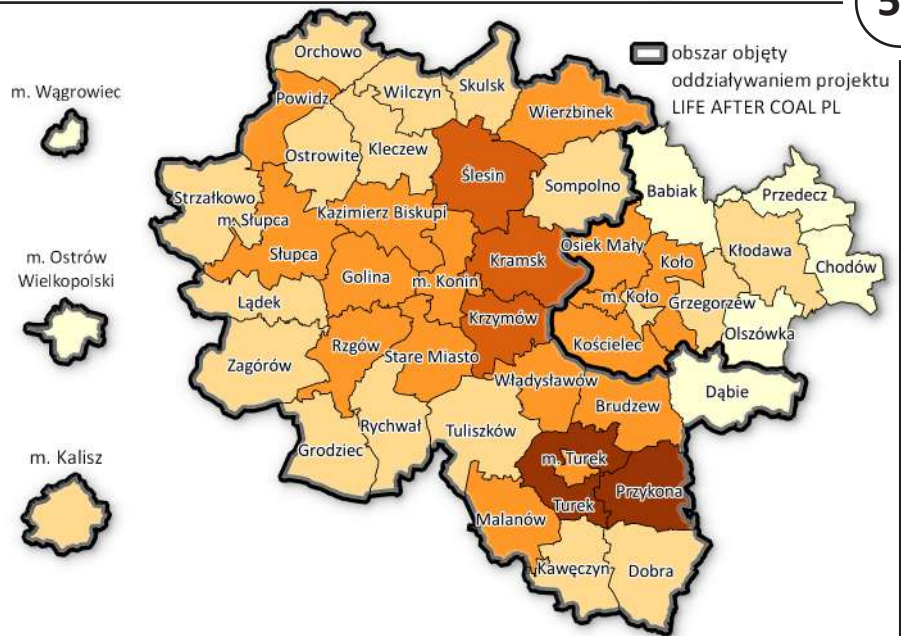 5
obszar objęty
oddziaływaniem projektu
LIFE AFTER COAL PL
m. Wągrowiec
m. Ostrów
Wielkopolski
m. Kalisz
Orchowo
Powidz
Wilczyn
Skulsk
Wierzbinek
Ostrowite
Kleczew
Ślesin
Sompolno
Babiak
Przedecz
Strzałkowo
m. Słupca
Kazimierz Biskupi
Słupca
Golina
m. Konin
Kramsk
Osiek Mały
Koło
Kłodawa
Chodów
Lądek
Krzymów
m. Koło
Grzegorzew
Olszówka
Zagórów
Rzgów
Stare Miasto
Kościelec
Władysławów
Brudzew
Dąbie
Grodziec
Rychwał
Tuliszków
m. Turek
Turek
Przykona
Malanów
Kawęczyn
Dobra